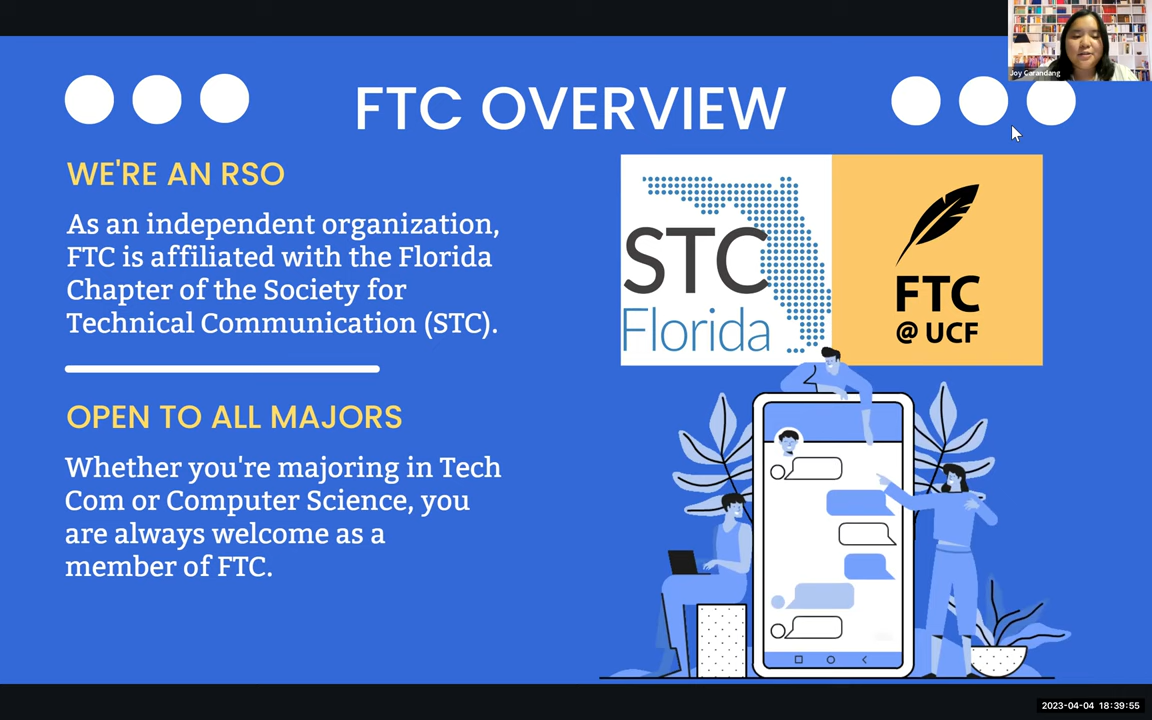 Joy Carandang
FTC OVERVIEW
WE'RE AN RSO
As an independent organization,
FTC is affiliated with the Florida
Chapter of the Society for
Technical Communication (STC).
OPEN TO ALL MAJORS
Whether you're majoring in Tech
Com or Computer Science, you
are always welcome as a
member of FTC.
STC
Florida
FTC
@ UCF
2023-04-04 18:39:55